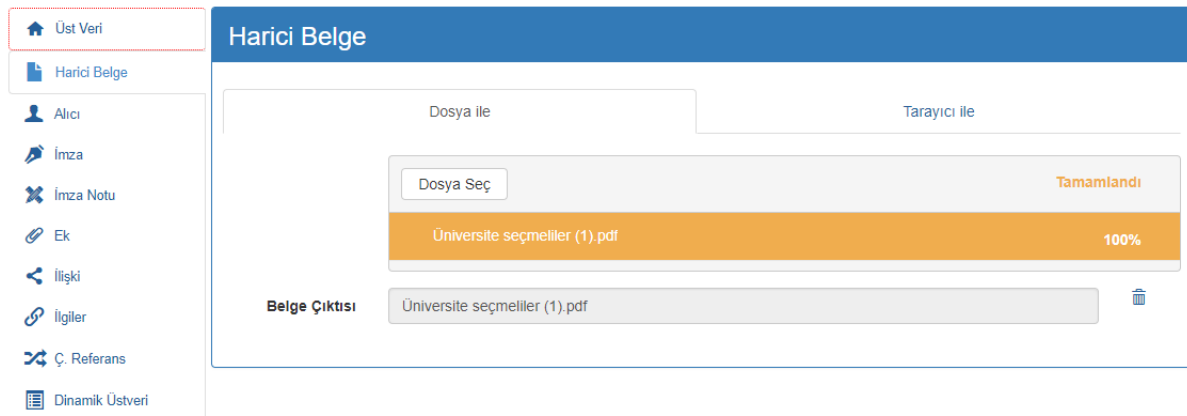 Üst Veri
Harici Belge
Alıcı
İmza
İmza Notu
Ek
İlişki
İlgiler
Ç. Referans
Dinamik Üstveri
Harici Belge
Dosya ile
Tarayıcı ile
Dosya Seç
Tamamlandı
Üniversite seçmeliler (1).pdf
100%
Belge Çıktısı
Üniversite seçmeliler (1).pdf